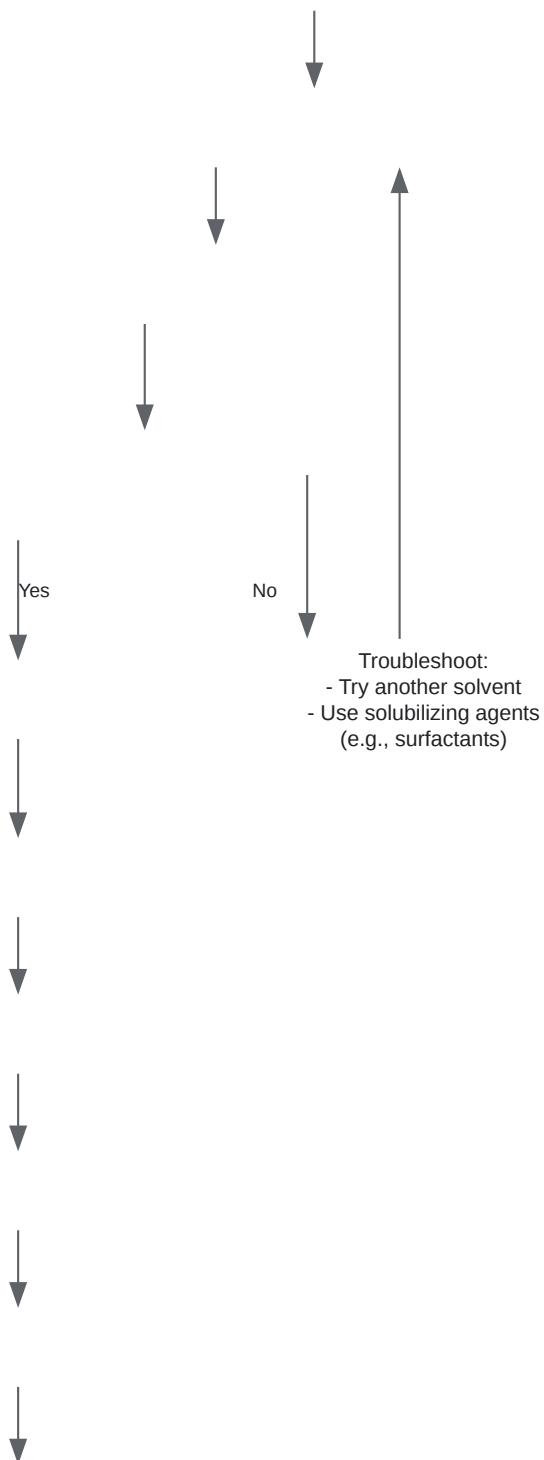 Yes
No
Troubleshoot:
- Try another solvent
- Use solubilizing agents
(e.g., surfactants)